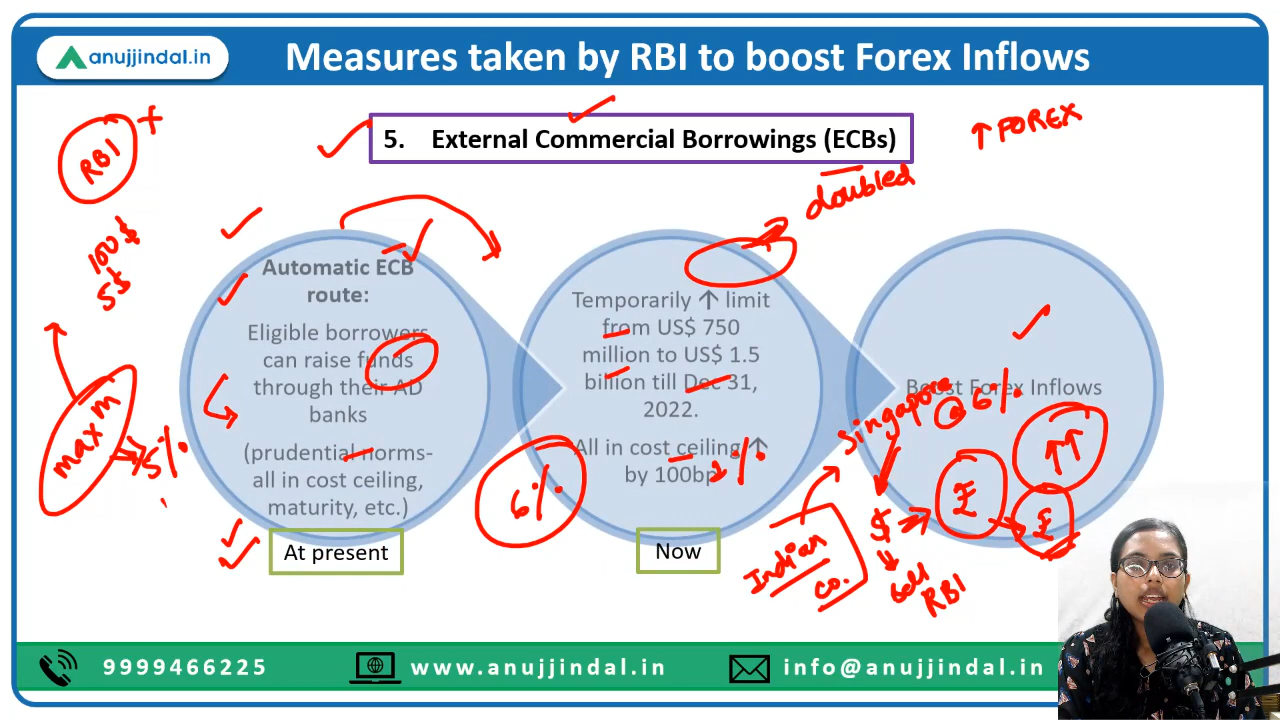 anujjindal.in
Measures taken by RBI to boost Forex Inflows
5. External Commercial Borrowings (ECBs)
↑ FOREX
RBI +
doubled
100 $
5$
Automatic ECB
route:
Eligible borrowers
can raise funds
through their AD
banks
(prudential norms-
all in cost ceiling,
maturity, etc.)
At present
max m
5%
6%
Temporarily ↑ limit
from US$ 750
million to US$ 1.5
billion till Dec 31,
2022.
All in cost ceiling ↑
by 100bp
1%
Now
Boost Forex Inflows
Singapore @ 6%
↑↑
$ → ₹ → ₹
Indian
Co.
sell
RBI
9999466225
www.anujjindal.in
info@anujjindal.in